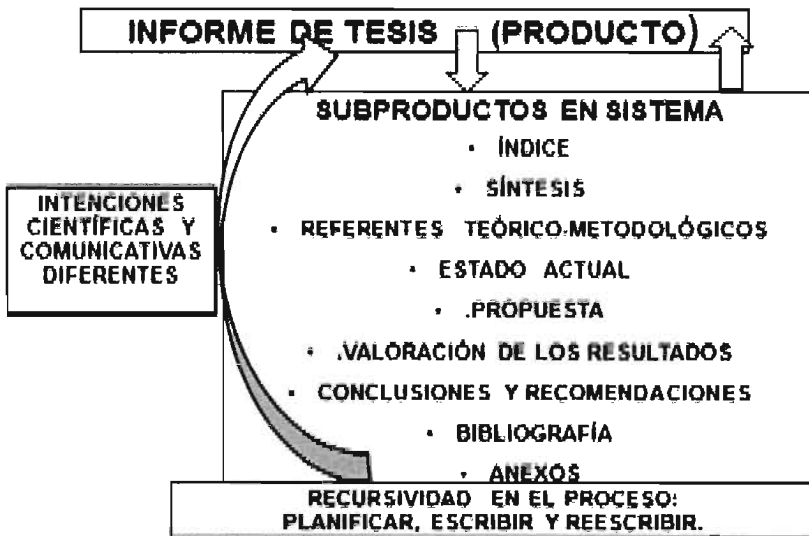 INFORME DE TESIS (PRODUCTO)
SUBPRODUCTOS EN SISTEMA
• ÍNDICE
• SÍNTESIS
• REFERENTES TEÓRICO-METODOLÓGICOS
• ESTADO ACTUAL
• .PROPUESTA
• .VALORACIÓN DE LOS RESULTADOS
• CONCLUSIONES Y RECOMENDACIONES
• BIBLIOGRAFÍA
• ANEXOS
INTENCIONES
CIENTÍFICAS Y
COMUNICATIVAS
DIFERENTES
RECURSIVIDAD EN EL PROCESO:
PLANIFICAR, ESCRIBIR Y REESCRIBIR.